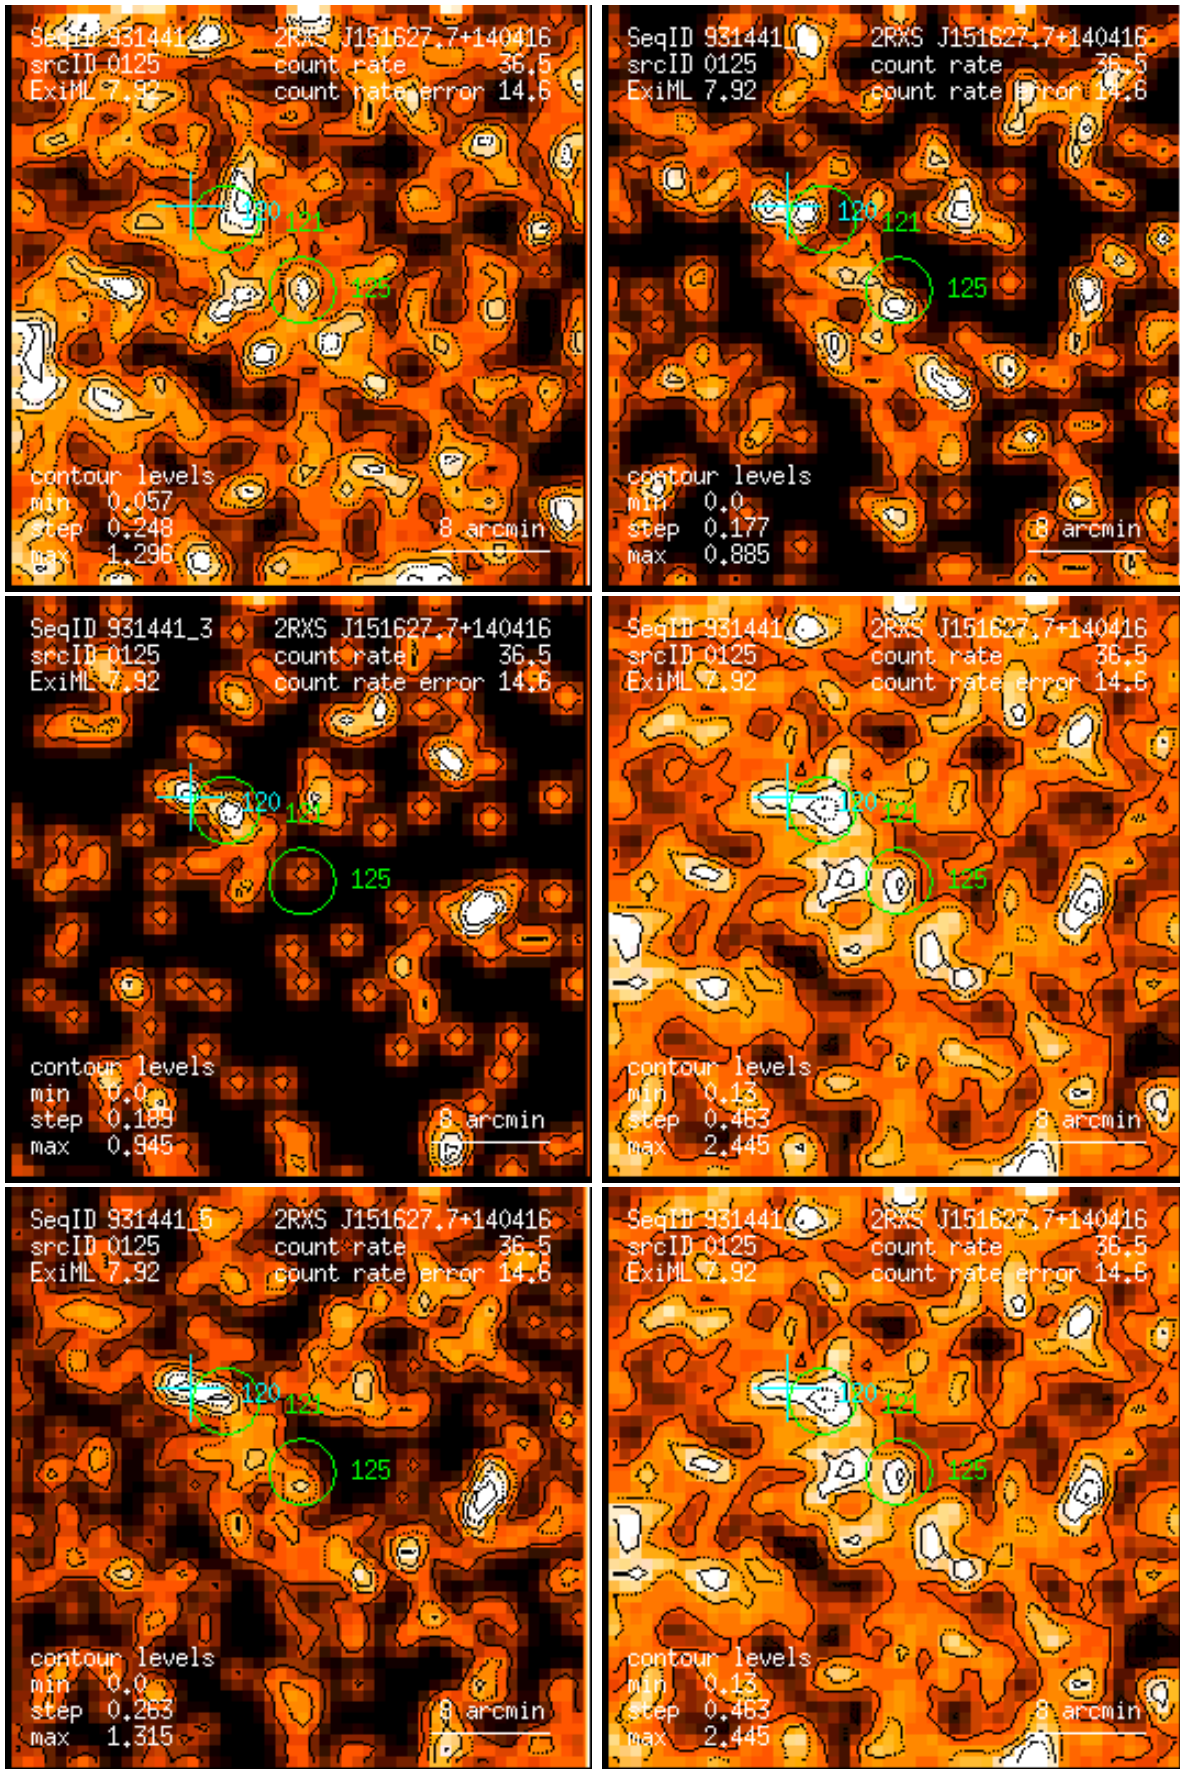 SeqID 931441 2RXS J151627.7+140416
srcID 0125 count rate 36.5
ExiML 7.92 count rate error 14.6
120 121
125
contour levels
min 0.057
step 0.248 8 arcmin
max 1.296
SeqID 931441 2RXS J151627.7+140416
srcID 0125 count rate 36.5
ExiML 7.92 count rate error 14.6
120 121
125
contour levels
min 0.0
step 0.177 8 arcmin
max 0.885
SeqID 931441_3 2RXS J151627.7+140416
srcID 0125 count rate 36.5
ExiML 7.92 count rate error 14.6
120 121
125
contour levels
min 0.0
step 0.189 8 arcmin
max 0.945
SeqID 931441 2RXS J151627.7+140416
srcID 0125 count rate 36.5
ExiML 7.92 count rate error 14.6
120 121
125
contour levels
min 0.13
step 0.463 8 arcmin
max 2.445
SeqID 931441_5 2RXS J151627.7+140416
srcID 0125 count rate 36.5
ExiML 7.92 count rate error 14.6
120 121
125
contour levels
min 0.0
step 0.263 8 arcmin
max 1.315
SeqID 931441 2RXS J151627.7+140416
srcID 0125 count rate 36.5
ExiML 7.92 count rate error 14.6
120 121
125
contour levels
min 0.13
step 0.463 8 arcmin
max 2.445